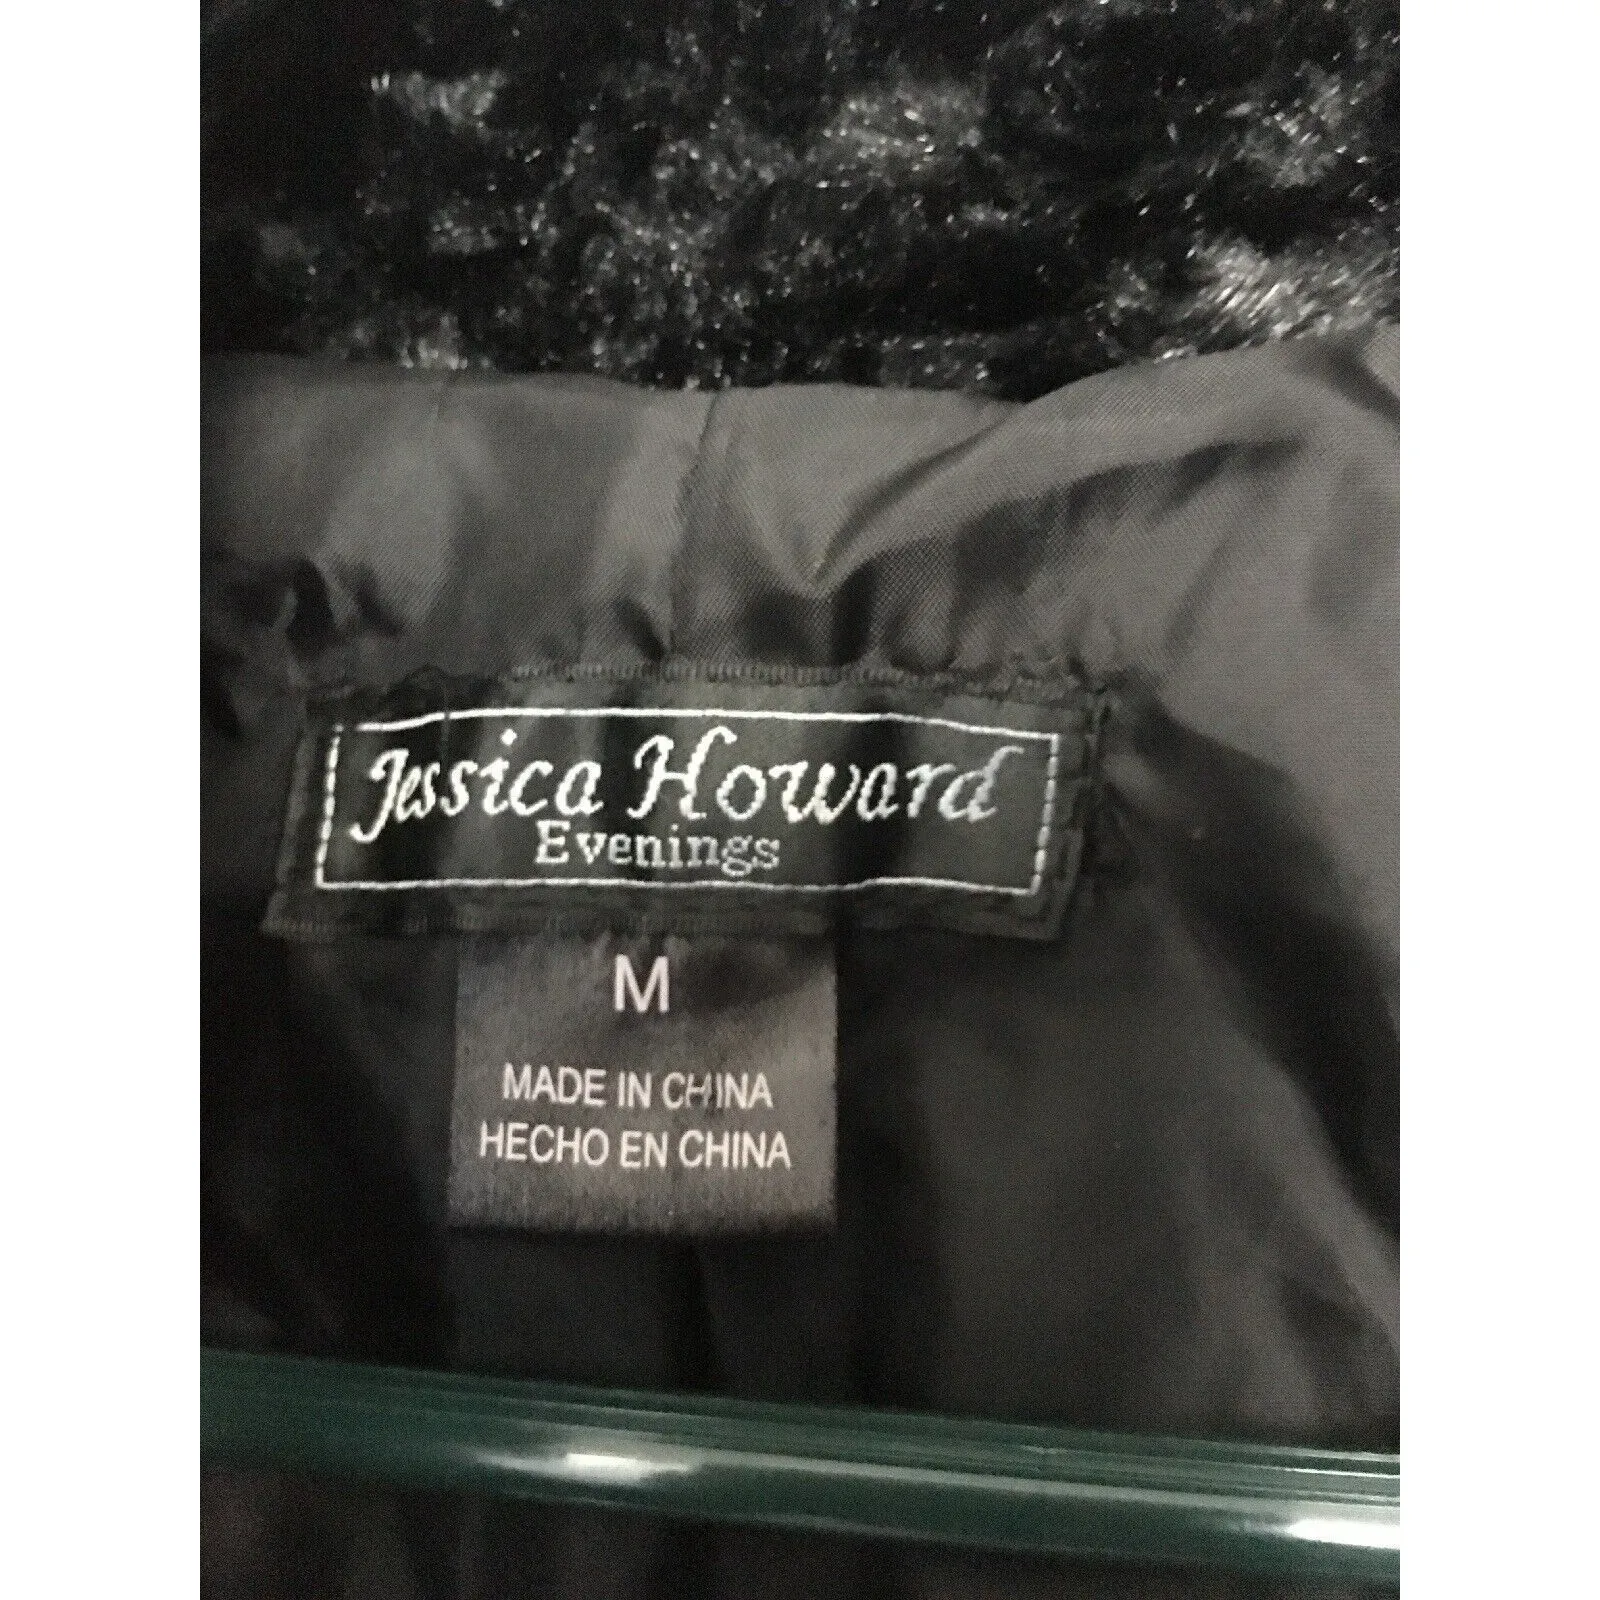 Jessica Howard
Evenings
M
MADE IN CHINA
HECHO EN CHINA